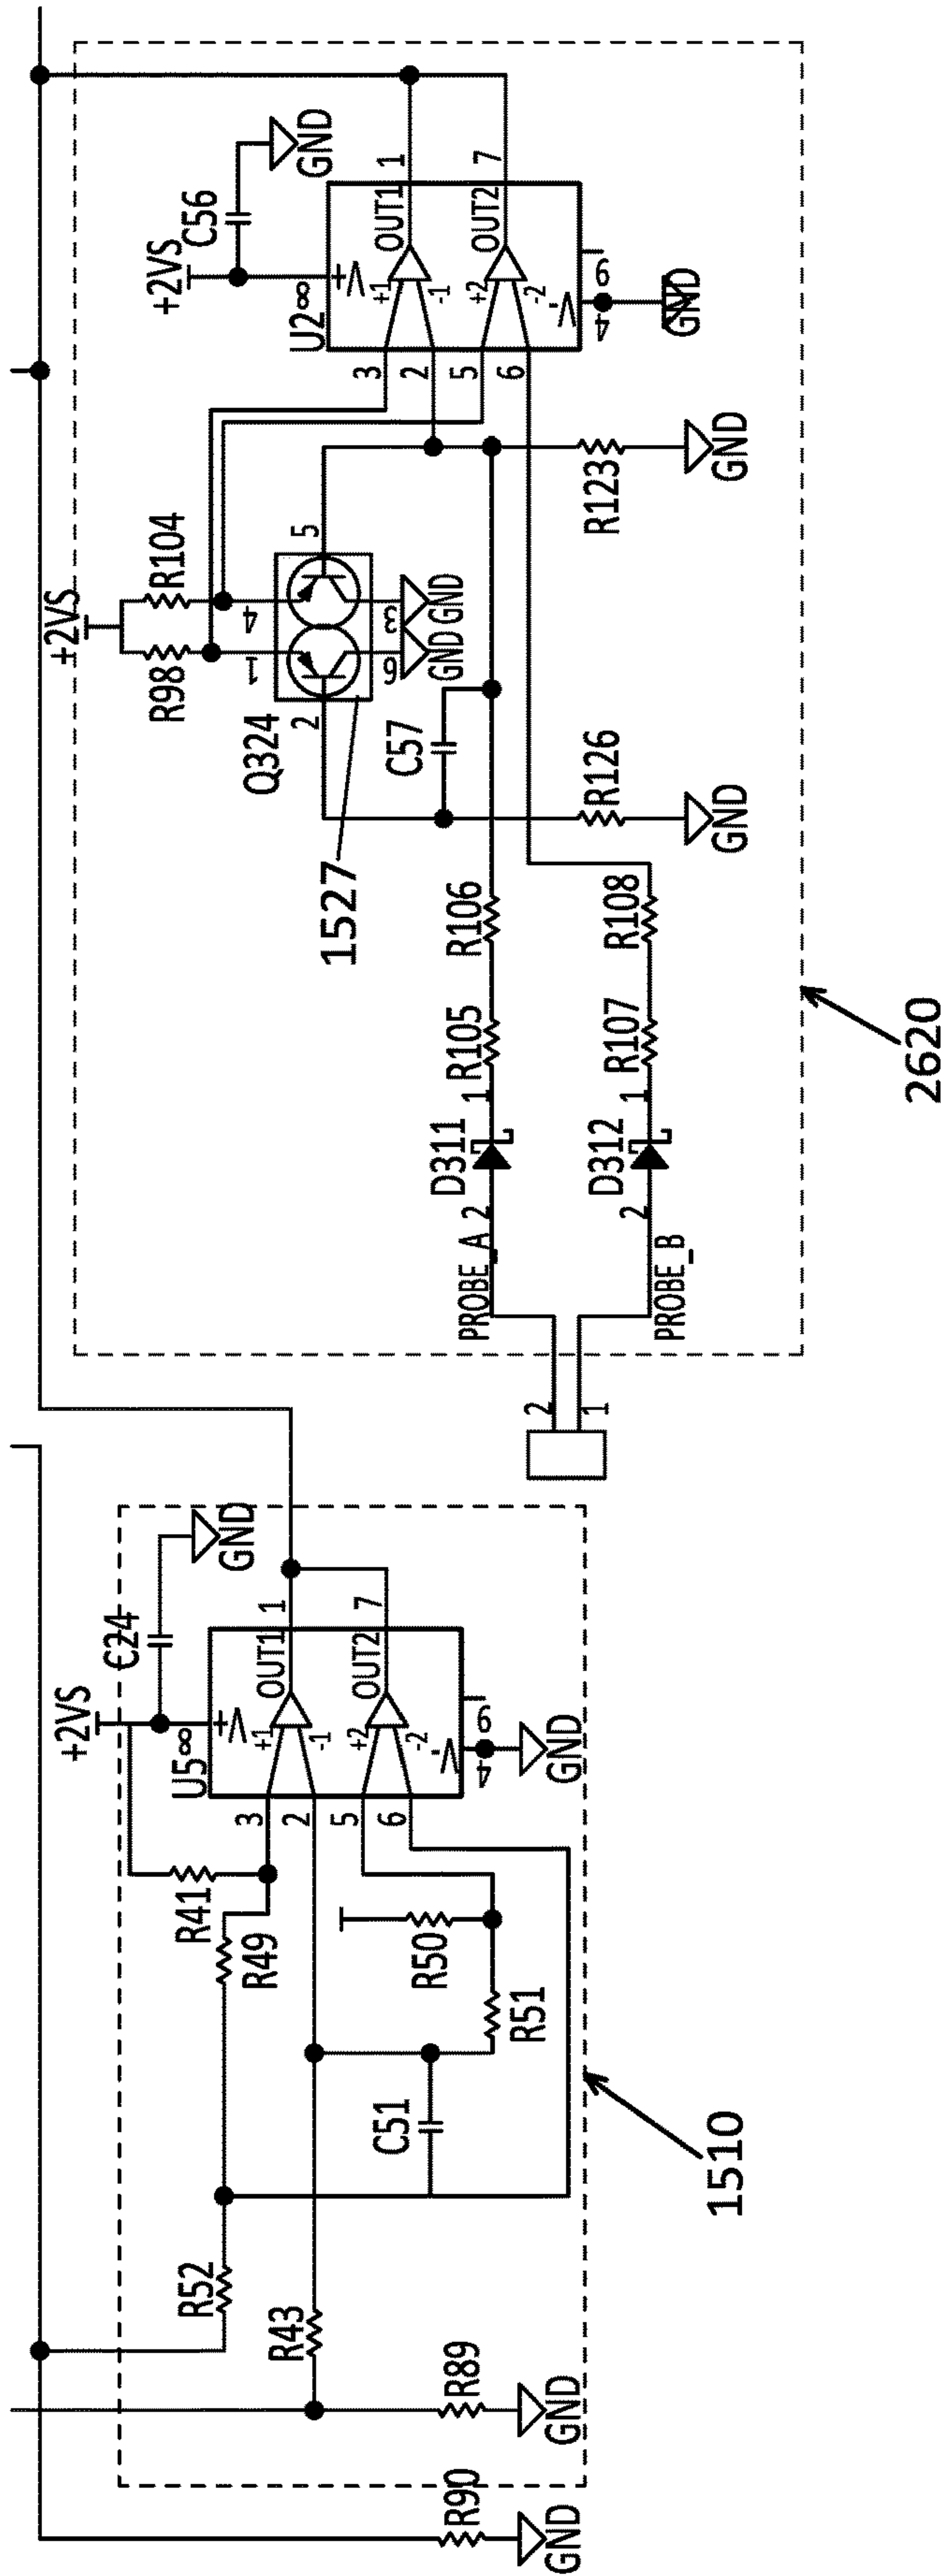 +2VS
C24
GND
U5
8
V+
R41
3
+1
OUT1
1
R49
2
-1
R52
5
+2
OUT2
7
6
-2
R43
R50
V-
4
9
GND
C51
R51
R89
GND
R90
GND
1510
+2VS
C56
GND
+2VS
R98
R104
U2
8
V+
1
4
3
+1
OUT1
1
Q324
2
5
2
-1
6
3
5
+2
OUT2
7
GND
GND
6
-2
1527
C57
V-
4
9
GND
PROBE_A
2
D311
1
R105
R106
R126
GND
R123
GND
2
1
PROBE_B
2
D312
1
R107
R108
2620